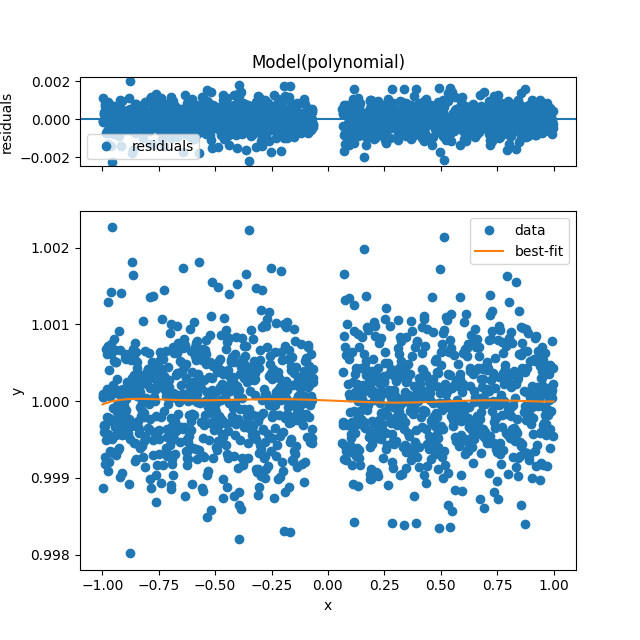 Model(polynomial)
residuals
0.002
0.000
−0.002
residuals
y
1.002
1.001
1.000
0.999
0.998
data
best-fit
−1.00 −0.75 −0.50 −0.25 0.00 0.25 0.50 0.75 1.00
x